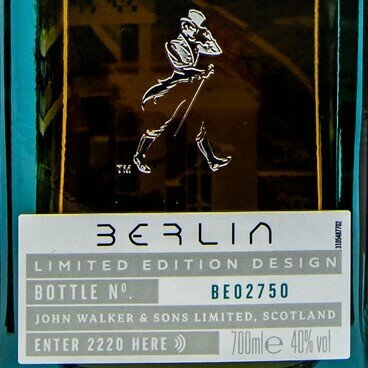 TM
BERLIN
LIMITED EDITION DESIGN
BOTTLE Nº. BE02750
JOHN WALKER & SONS LIMITED, SCOTLAND
ENTER 2220 HERE 700ml℮ 40% vol